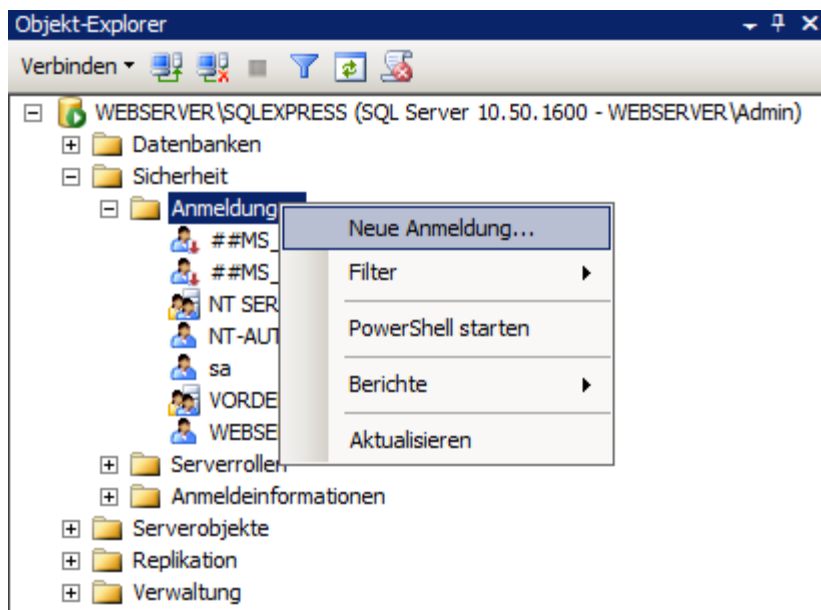 Objekt-Explorer
Verbinden
WEBSERVER\SQLEXPRESS (SQL Server 10.50.1600 - WEBSERVER\Admin)
Datenbanken
Sicherheit
Anmeldung
##MS_
##MS_
NT SER
NT-AUT
sa
VORDE
WEBSE
Serverrollen
Anmeldeinformationen
Serverobjekte
Replikation
Verwaltung
Neue Anmeldung...
Filter
PowerShell starten
Berichte
Aktualisieren